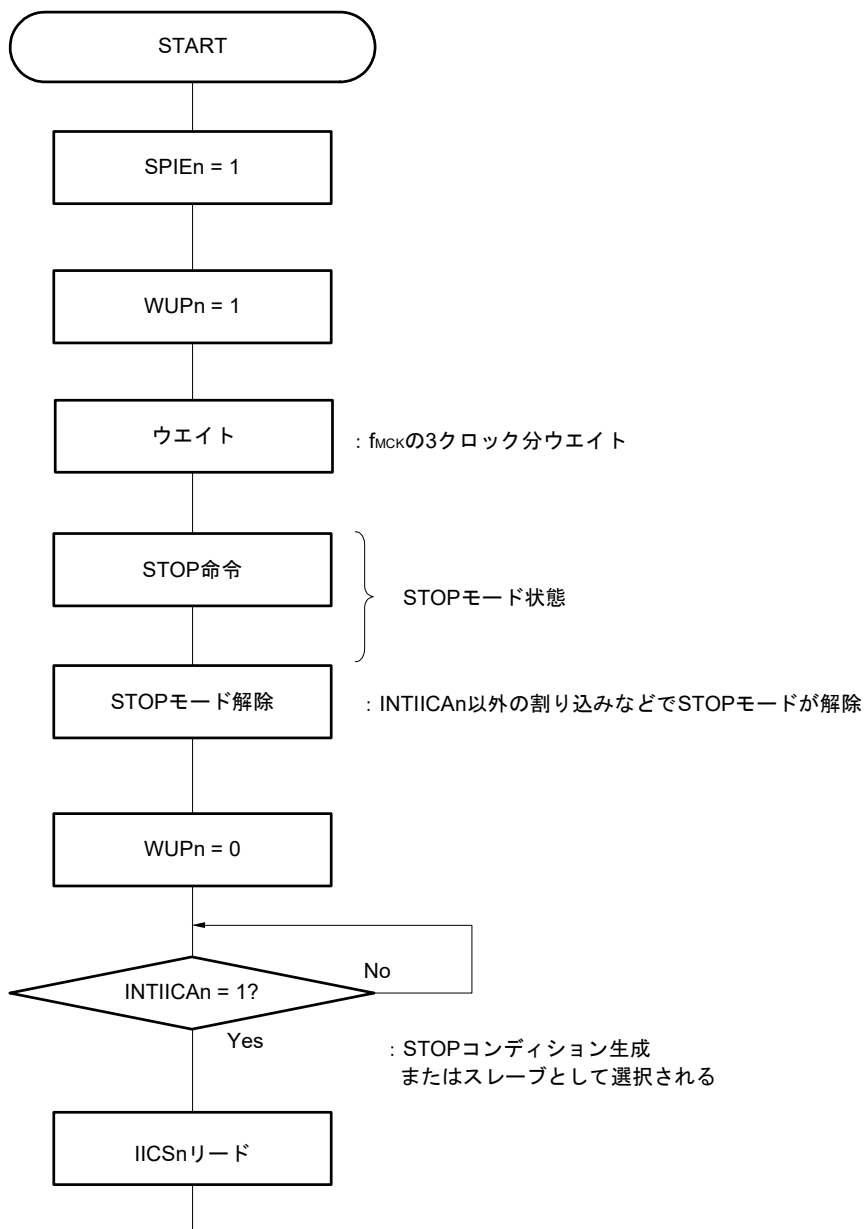 START
SPIEn = 1
WUPn = 1
ウエイト
：fMCKの3クロック分ウエイト
STOP命令
STOPモード状態
STOPモード解除
：INTIICAn以外の割り込みなどでSTOPモードが解除
WUPn = 0
No
INTIICAn = 1?
Yes
：STOPコンディション生成
またはスレーブとして選択される
IICSnリード